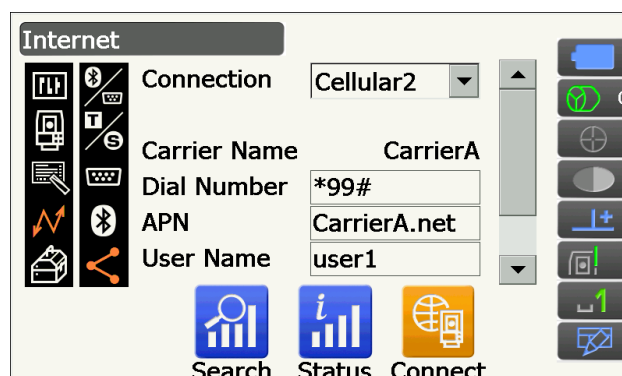 Internet
Connection Cellular2
Carrier Name CarrierA
Dial Number *99#
APN CarrierA.net
User Name user1
Search Status Connect